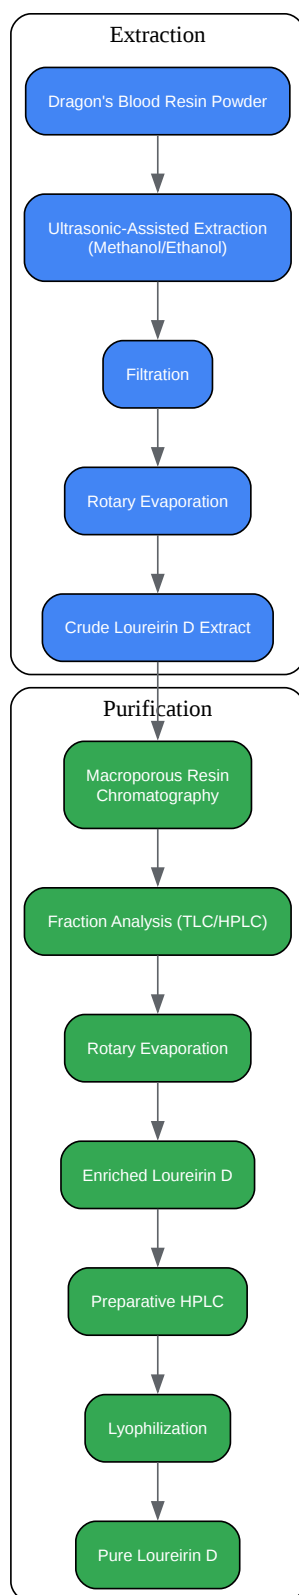 Extraction
Dragon's Blood Resin Powder
Ultrasonic-Assisted Extraction
(Methanol/Ethanol)
Filtration
Rotary Evaporation
Crude Loureirin D Extract
Purification
Macroporous Resin
Chromatography
Fraction Analysis (TLC/HPLC)
Rotary Evaporation
Enriched Loureirin D
Preparative HPLC
Lyophilization
Pure Loureirin D